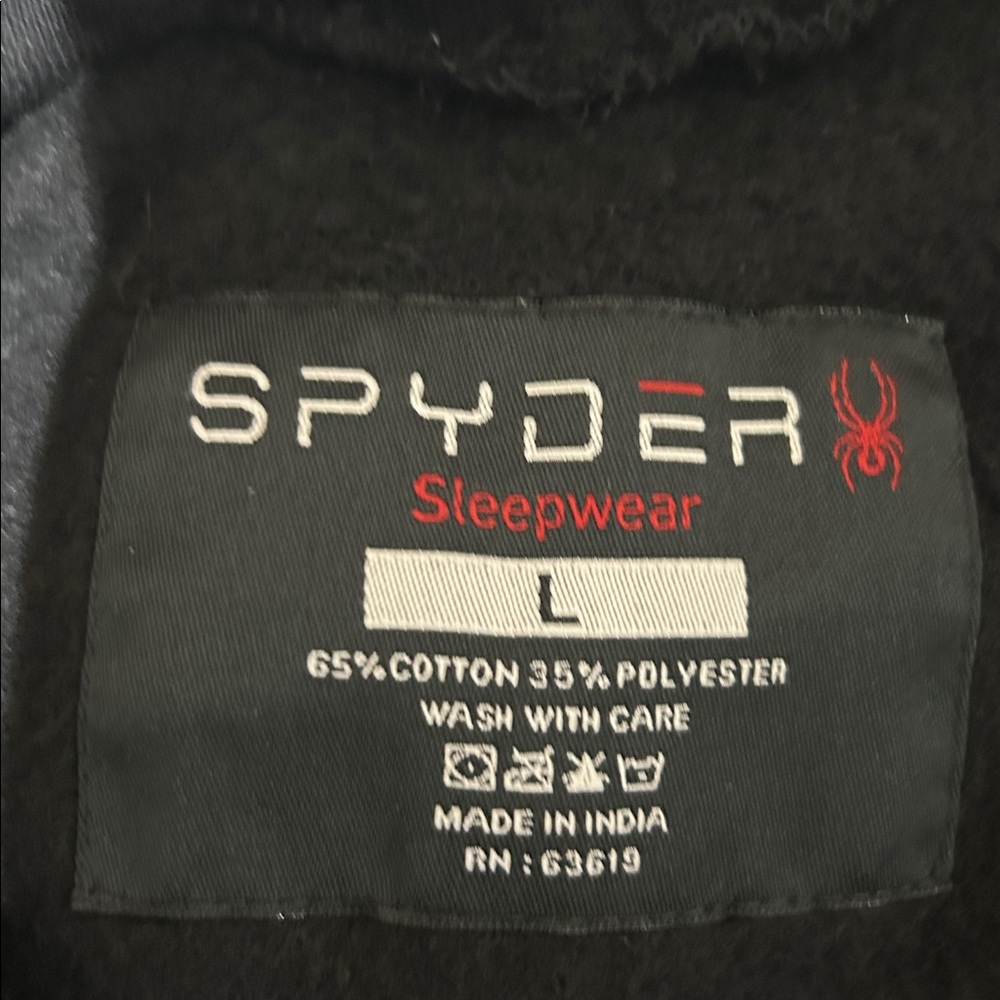 SPYDER
Sleepwear
L
65% COTTON 35% POLYESTER
WASH WITH CARE
MADE IN INDIA
RN : 63619